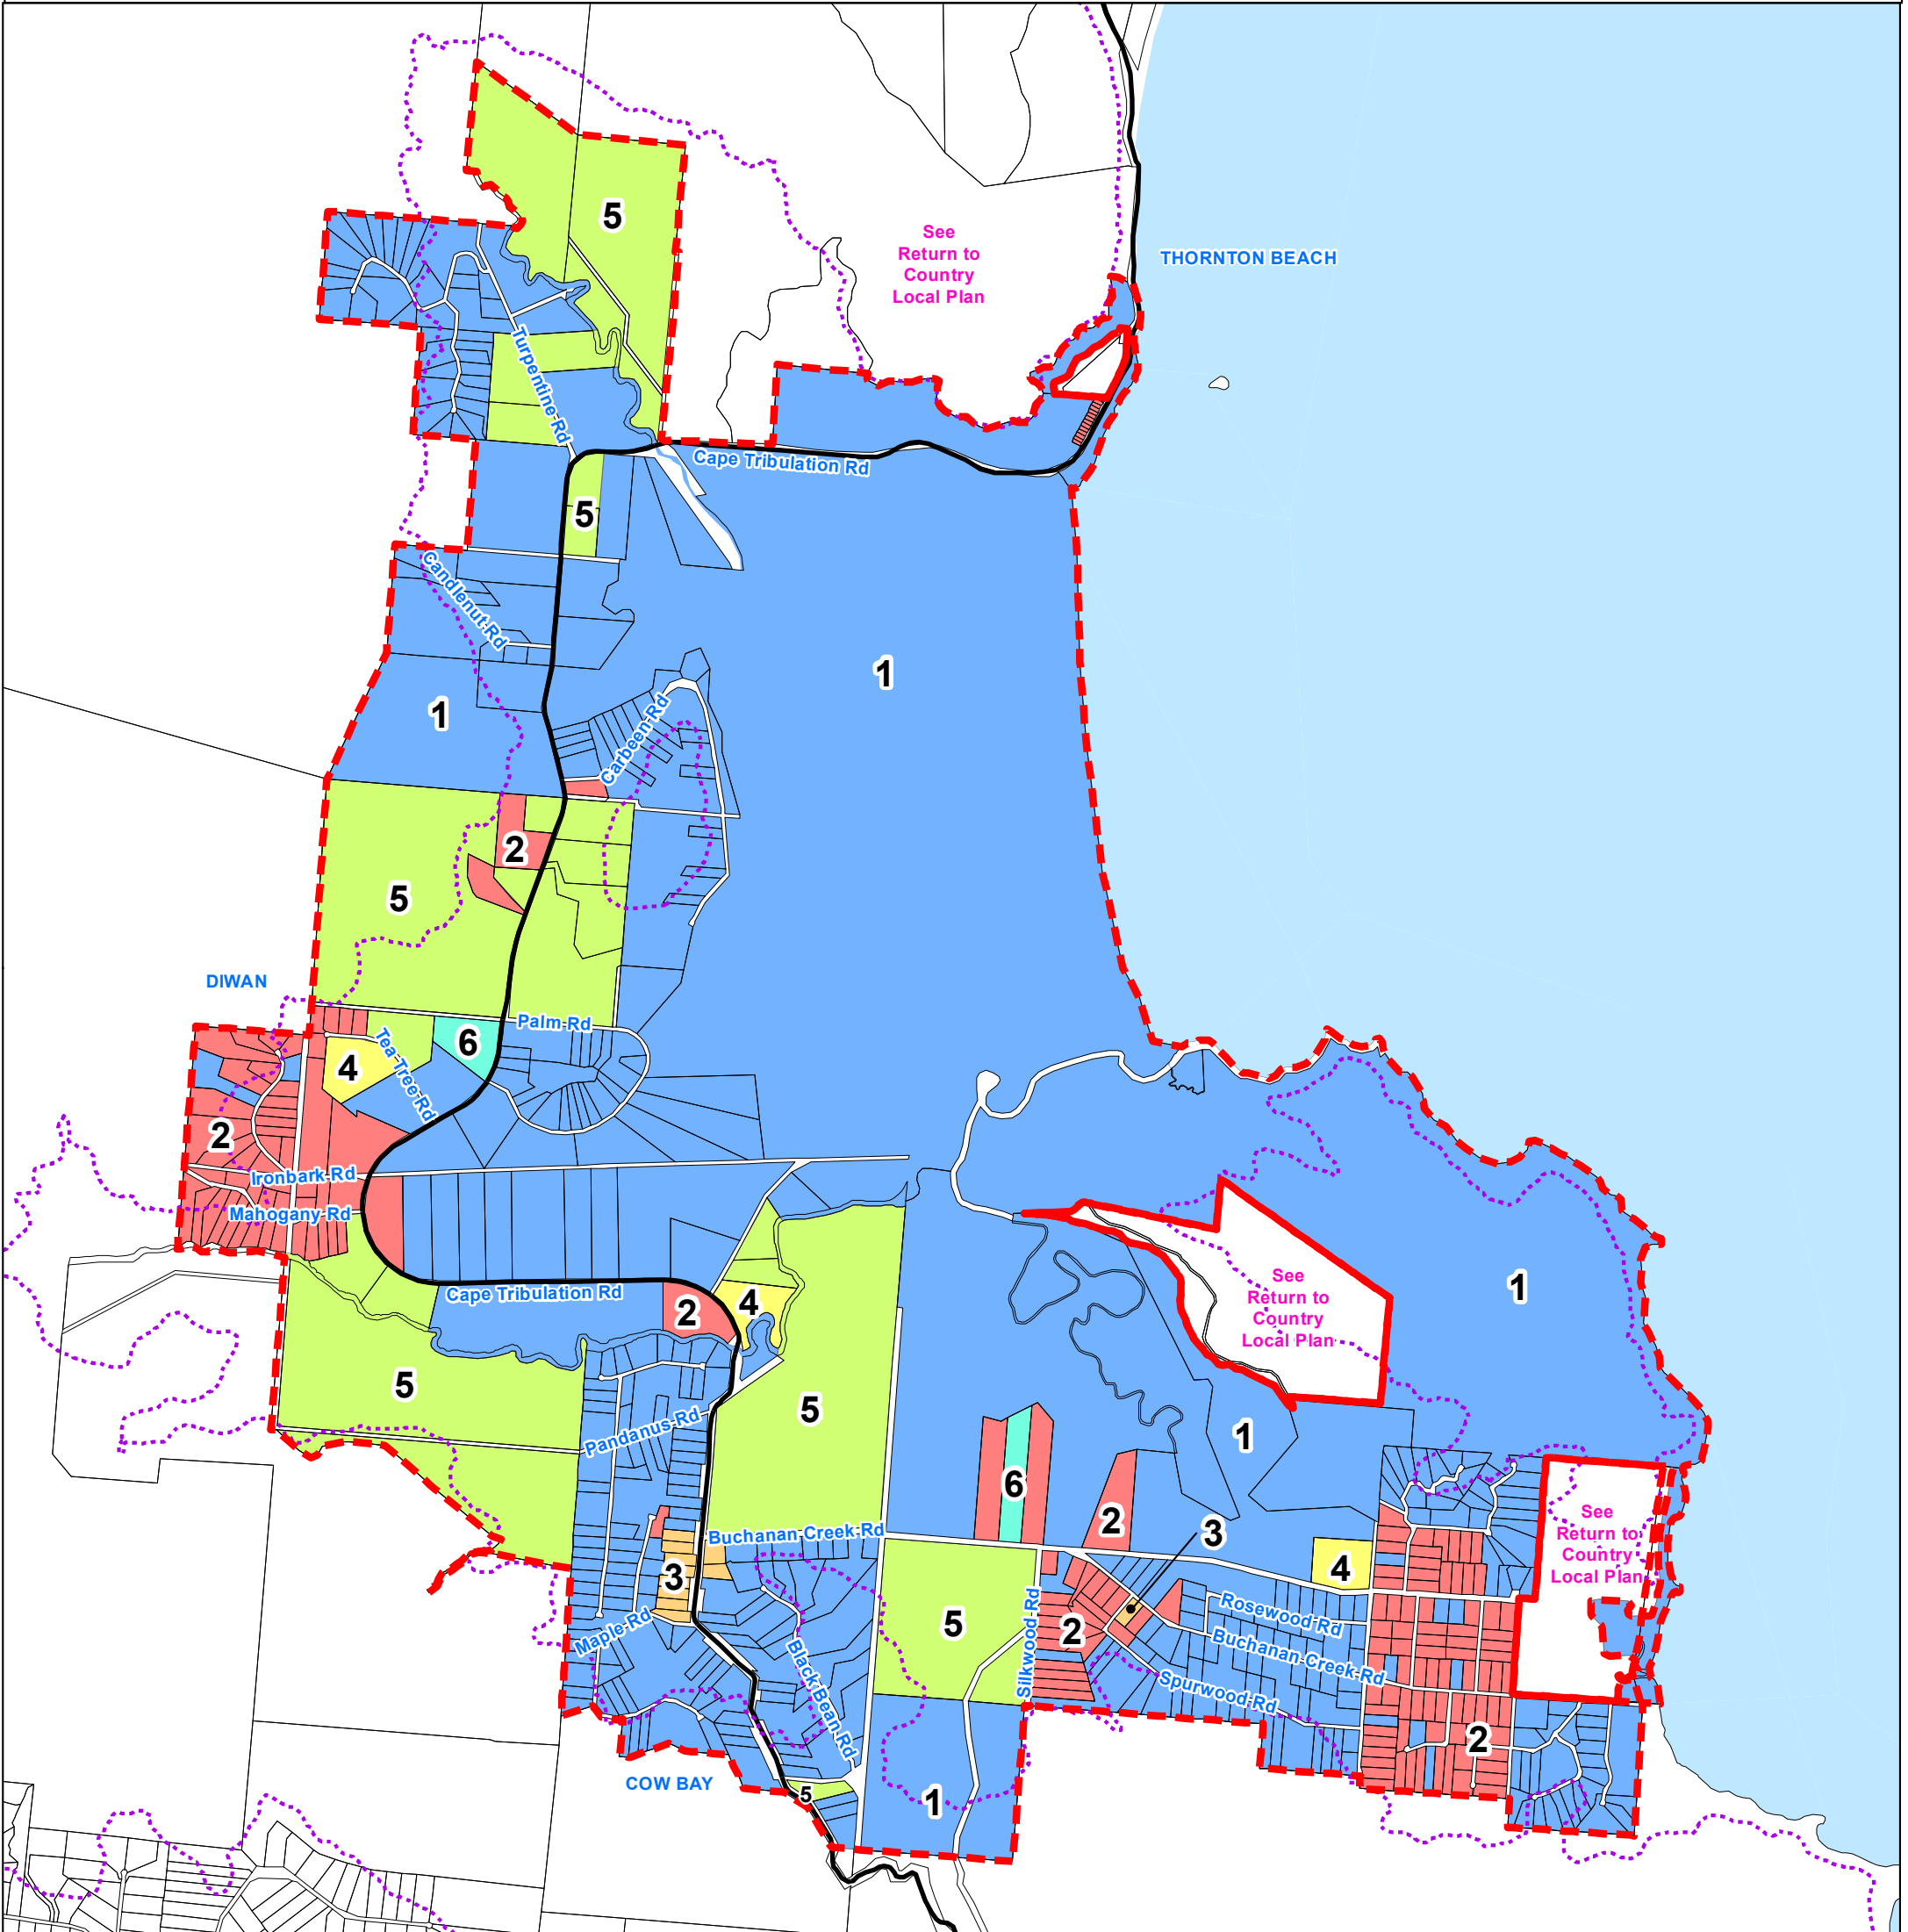 5
See
Return to
Country
Local Plan
THORNTON BEACH
Turpentine Rd
Cape Tribulation Rd
5
Candlenut Rd
1
1
Carbeen Rd
2
5
DIWAN
Palm Rd
6
4
Tea Tree Rd
2
Ironbark Rd
Mahogany Rd
Cape Tribulation Rd
2
4
See
Return to
Country
Local Plan
1
5
5
1
Pandanus Rd
6
2
3
See
Return to
Country
Local Plan
Buchanan Creek Rd
3
4
Maple Rd
Black Bean Rd
5
Silkwood Rd
2
Rosewood Rd
Buchanan Creek Rd
Spurwood Rd
2
COW BAY
5
1